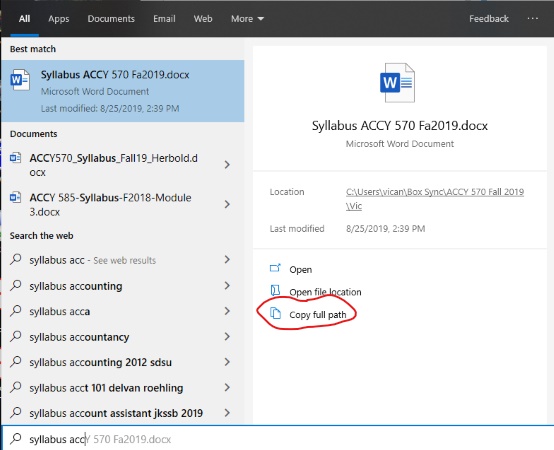 All Apps Documents Email Web More Feedback ...
Best match
Syllabus ACCY 570 Fa2019.docx
Microsoft Word Document
Last modified: 8/25/2019, 2:39 PM
Documents
ACCY570_Syllabus_Fall19_Herbold.d
ocx
ACCY 585-Syllabus-F2018-Module
3.docx
Search the web
syllabus acc - See web results
syllabus accounting
syllabus acca
syllabus accountancy
syllabus accounting 2012 sdsu
syllabus acct 101 delvan roehling
syllabus account assistant jkssb 2019
Syllabus ACCY 570 Fa2019.docx
Microsoft Word Document
Location C:\Users\vican\Box Sync\ACCY 570 Fall 2019
\Vic
Last modified 8/25/2019, 2:39 PM
Open
Open file location
Copy full path
syllabus accY 570 Fa2019.docx